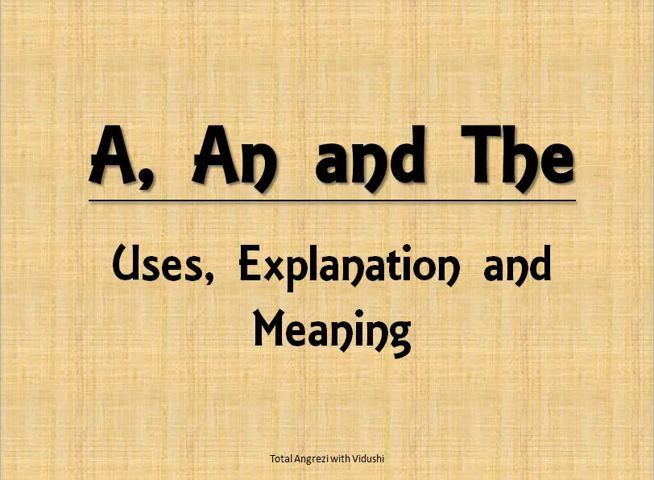 A, An and The
Uses, Explanation and
Meaning
Total Angrezi with Vidushi